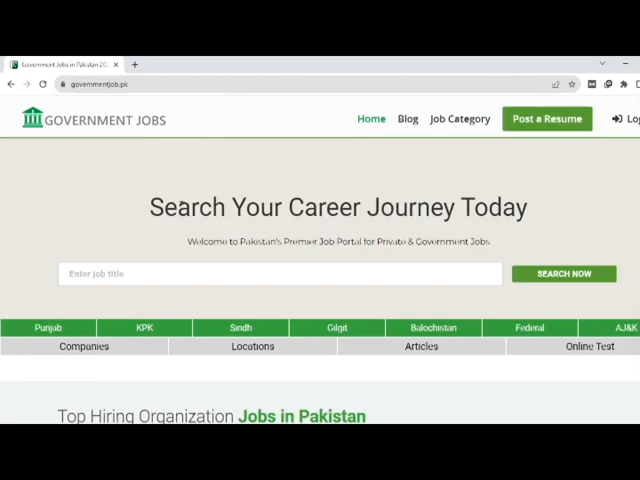 Government Jobs in Pakistan 20
governmentjob.pk
GOVERNMENT JOBS
Home Blog Job Category Post a Resume Log
Search Your Career Journey Today
Welcome to Pakistan's Premier Job Portal for Private & Government Jobs
Enter job title SEARCH NOW
Punjab KPK Sindh Gilgit Balochistan Federal AJ&K
Companies Locations Articles Online Test
Top Hiring Organization Jobs in Pakistan